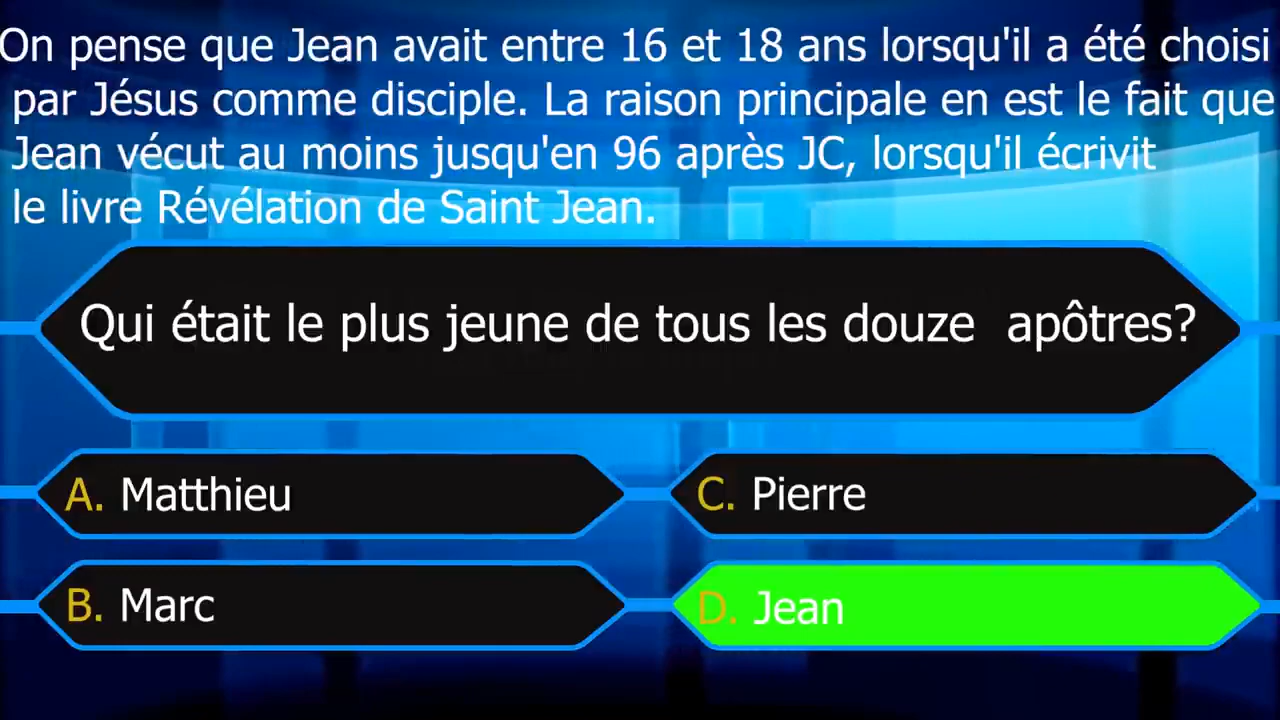 On pense que Jean avait entre 16 et 18 ans lorsqu'il a été choisi
par Jésus comme disciple. La raison principale en est le fait que
Jean vécut au moins jusqu'en 96 après JC, lorsqu'il écrivit
le livre Révélation de Saint Jean.
Qui était le plus jeune de tous les douze apôtres?
A. Matthieu
C. Pierre
B. Marc
D. Jean